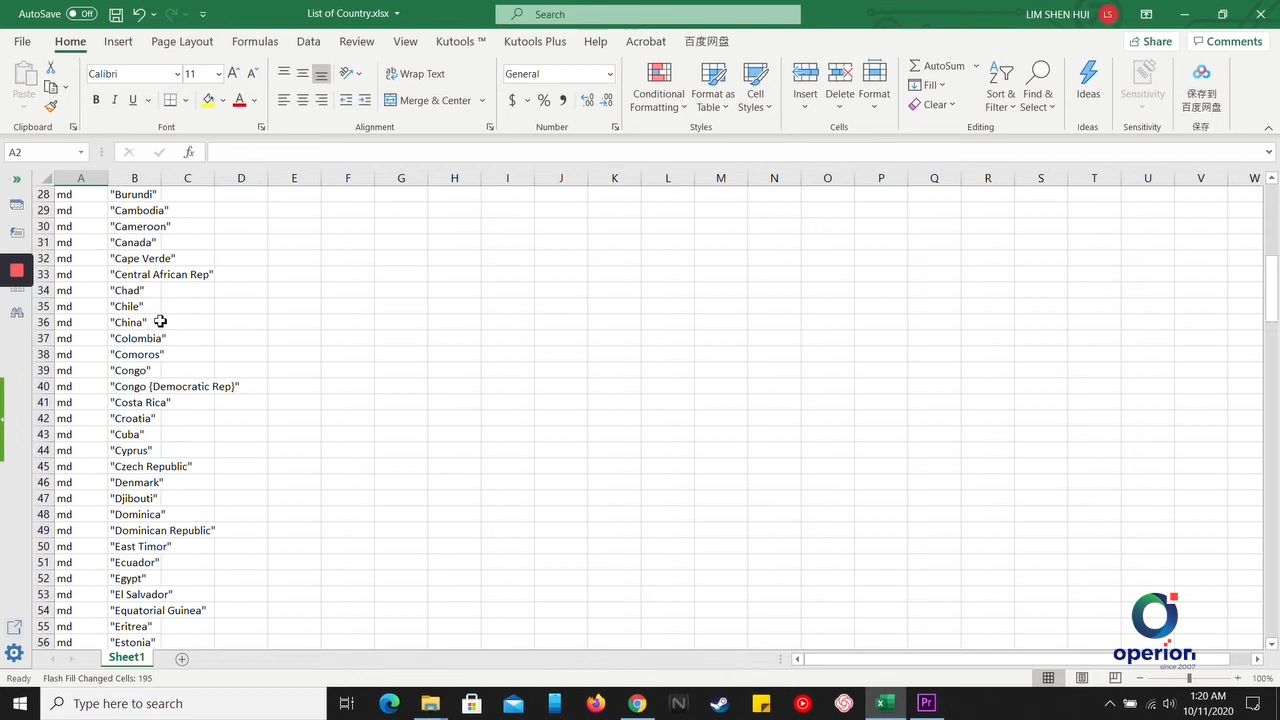 AutoSave Off List of Country.xlsx Search LIM SHEN HUI LS
File Home Insert Page Layout Formulas Data Review View Kutools ™ Kutools Plus Help Acrobat 百度网盘 Share Comments
Paste Calibri 11 Wrap Text General Conditional Formatting Format as Table Cell Styles Insert Delete Format AutoSum Sort & Filter Find & Select Ideas Sensitivity 保存到 百度网盘
B I U Merge & Center $ % Fill Clear
Clipboard Font Alignment Number Styles Cells Editing Ideas Sensitivity 保存
A2 fx
A B C D E F G H I J K L M N O P Q R S T U V W
28 md "Burundi"
29 md "Cambodia"
30 md "Cameroon"
31 md "Canada"
32 md "Cape Verde"
33 md "Central African Rep"
34 md "Chad"
35 md "Chile"
36 md "China"
37 md "Colombia"
38 md "Comoros"
39 md "Congo"
40 md "Congo {Democratic Rep}"
41 md "Costa Rica"
42 md "Croatia"
43 md "Cuba"
44 md "Cyprus"
45 md "Czech Republic"
46 md "Denmark"
47 md "Djibouti"
48 md "Dominica"
49 md "Dominican Republic"
50 md "East Timor"
51 md "Ecuador"
52 md "Egypt"
53 md "El Salvador"
54 md "Equatorial Guinea"
55 md "Eritrea"
56 md "Estonia"
operion
since 2007
Sheet1
Ready Flash Fill Changed Cells: 195 100%
Type here to search 1:20 AM
10/11/2020